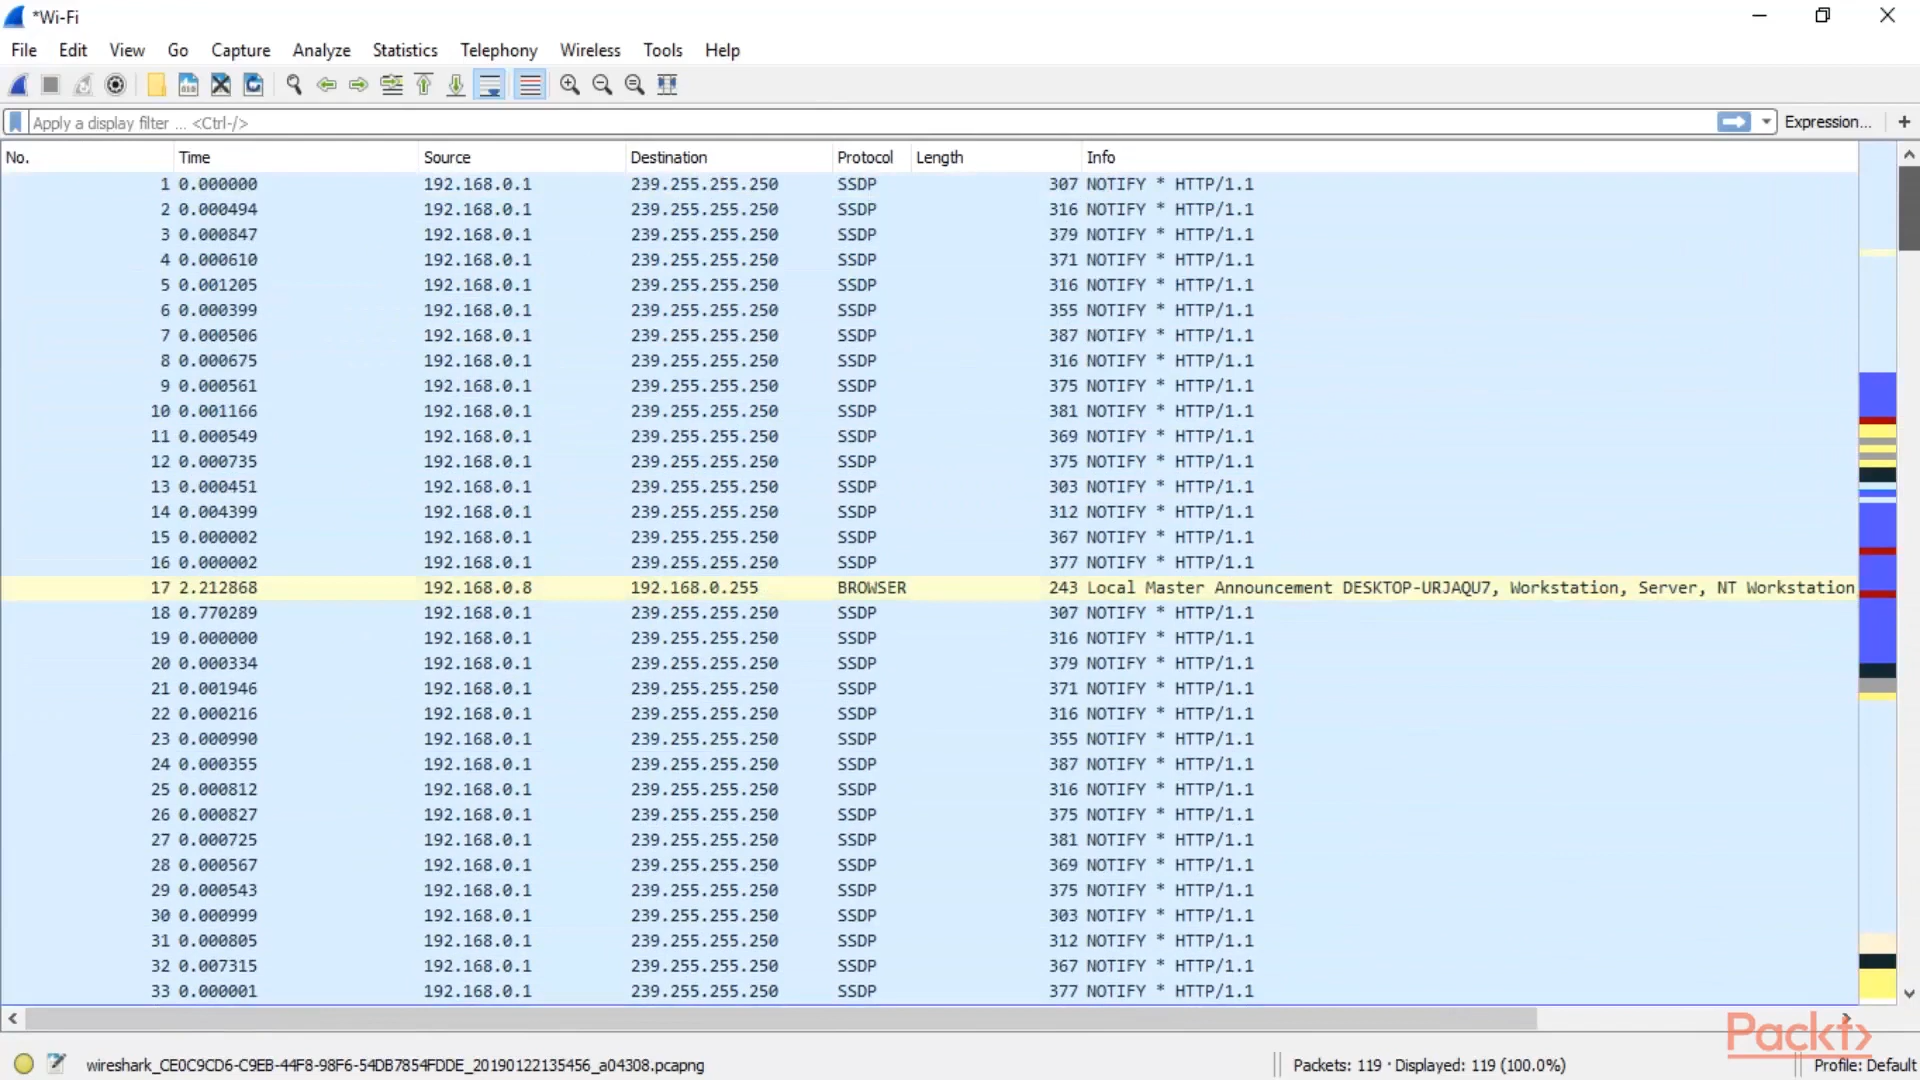 *Wi-Fi
File Edit View Go Capture Analyze Statistics Telephony Wireless Tools Help
Apply a display filter ... <Ctrl-/> Expression... +
No. Time Source Destination Protocol Length Info
1 0.000000 192.168.0.1 239.255.255.250 SSDP 307 NOTIFY * HTTP/1.1
2 0.000494 192.168.0.1 239.255.255.250 SSDP 316 NOTIFY * HTTP/1.1
3 0.000847 192.168.0.1 239.255.255.250 SSDP 379 NOTIFY * HTTP/1.1
4 0.000610 192.168.0.1 239.255.255.250 SSDP 371 NOTIFY * HTTP/1.1
5 0.001205 192.168.0.1 239.255.255.250 SSDP 316 NOTIFY * HTTP/1.1
6 0.000399 192.168.0.1 239.255.255.250 SSDP 355 NOTIFY * HTTP/1.1
7 0.000506 192.168.0.1 239.255.255.250 SSDP 387 NOTIFY * HTTP/1.1
8 0.000675 192.168.0.1 239.255.255.250 SSDP 316 NOTIFY * HTTP/1.1
9 0.000561 192.168.0.1 239.255.255.250 SSDP 375 NOTIFY * HTTP/1.1
10 0.001166 192.168.0.1 239.255.255.250 SSDP 381 NOTIFY * HTTP/1.1
11 0.000549 192.168.0.1 239.255.255.250 SSDP 369 NOTIFY * HTTP/1.1
12 0.000735 192.168.0.1 239.255.255.250 SSDP 375 NOTIFY * HTTP/1.1
13 0.000451 192.168.0.1 239.255.255.250 SSDP 303 NOTIFY * HTTP/1.1
14 0.004399 192.168.0.1 239.255.255.250 SSDP 312 NOTIFY * HTTP/1.1
15 0.000002 192.168.0.1 239.255.255.250 SSDP 367 NOTIFY * HTTP/1.1
16 0.000002 192.168.0.1 239.255.255.250 SSDP 377 NOTIFY * HTTP/1.1
17 2.212868 192.168.0.8 192.168.0.255 BROWSER 243 Local Master Announcement DESKTOP-URJAQU7, Workstation, Server, NT Workstation
18 0.770289 192.168.0.1 239.255.255.250 SSDP 307 NOTIFY * HTTP/1.1
19 0.000000 192.168.0.1 239.255.255.250 SSDP 316 NOTIFY * HTTP/1.1
20 0.000334 192.168.0.1 239.255.255.250 SSDP 379 NOTIFY * HTTP/1.1
21 0.001946 192.168.0.1 239.255.255.250 SSDP 371 NOTIFY * HTTP/1.1
22 0.000216 192.168.0.1 239.255.255.250 SSDP 316 NOTIFY * HTTP/1.1
23 0.000990 192.168.0.1 239.255.255.250 SSDP 355 NOTIFY * HTTP/1.1
24 0.000355 192.168.0.1 239.255.255.250 SSDP 387 NOTIFY * HTTP/1.1
25 0.000812 192.168.0.1 239.255.255.250 SSDP 316 NOTIFY * HTTP/1.1
26 0.000827 192.168.0.1 239.255.255.250 SSDP 375 NOTIFY * HTTP/1.1
27 0.000725 192.168.0.1 239.255.255.250 SSDP 381 NOTIFY * HTTP/1.1
28 0.000567 192.168.0.1 239.255.255.250 SSDP 369 NOTIFY * HTTP/1.1
29 0.000543 192.168.0.1 239.255.255.250 SSDP 375 NOTIFY * HTTP/1.1
30 0.000999 192.168.0.1 239.255.255.250 SSDP 303 NOTIFY * HTTP/1.1
31 0.000805 192.168.0.1 239.255.255.250 SSDP 312 NOTIFY * HTTP/1.1
32 0.007315 192.168.0.1 239.255.255.250 SSDP 367 NOTIFY * HTTP/1.1
33 0.000001 192.168.0.1 239.255.255.250 SSDP 377 NOTIFY * HTTP/1.1
Packt>
wireshark_CE0C9CD6-C9EB-44F8-98F6-54DB7854FDDE_20190122135456_a04308.pcapng Packets: 119 · Displayed: 119 (100.0%) Profile: Default